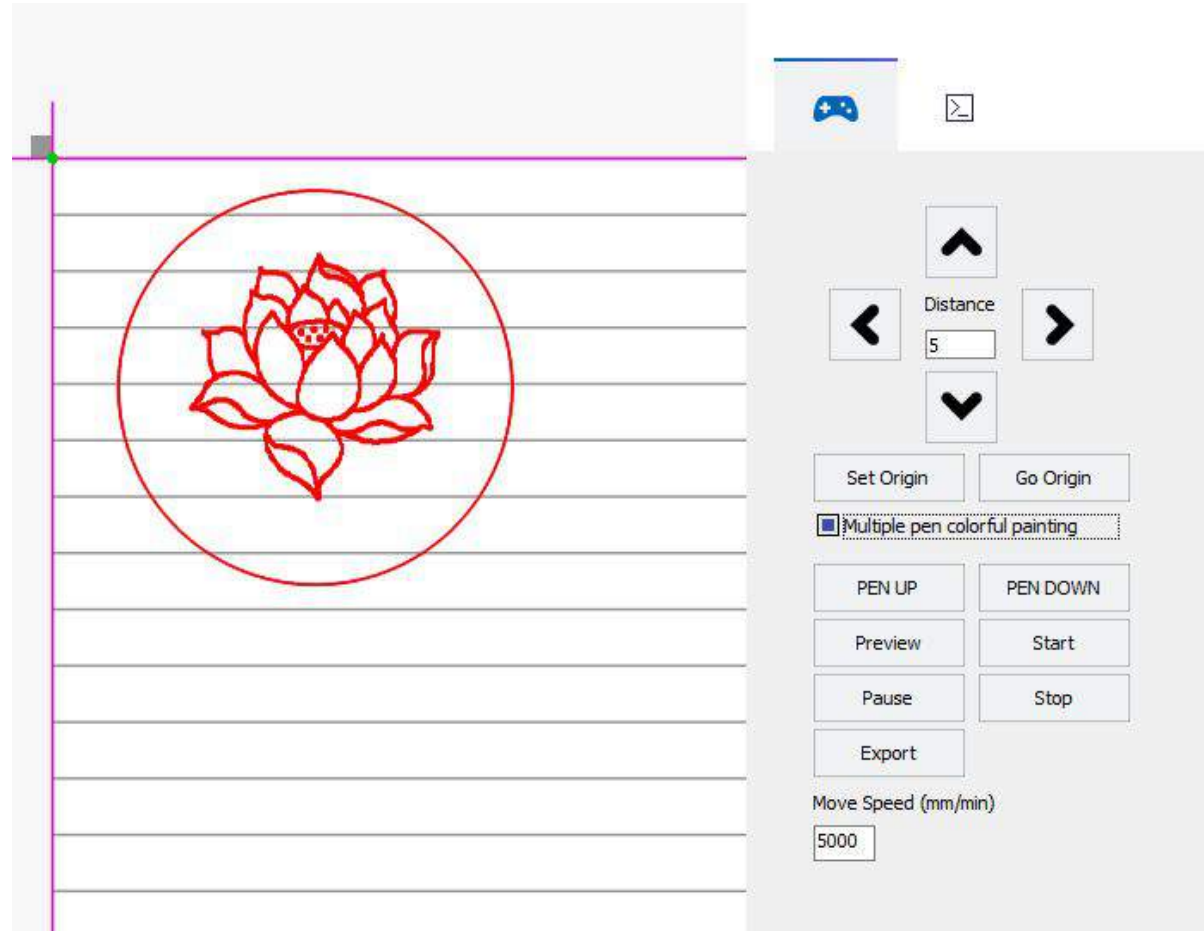 Distance
5
Set Origin Go Origin
Multiple pen colorful painting
PEN UP PEN DOWN
Preview Start
Pause Stop
Export
Move Speed (mm/min)
5000